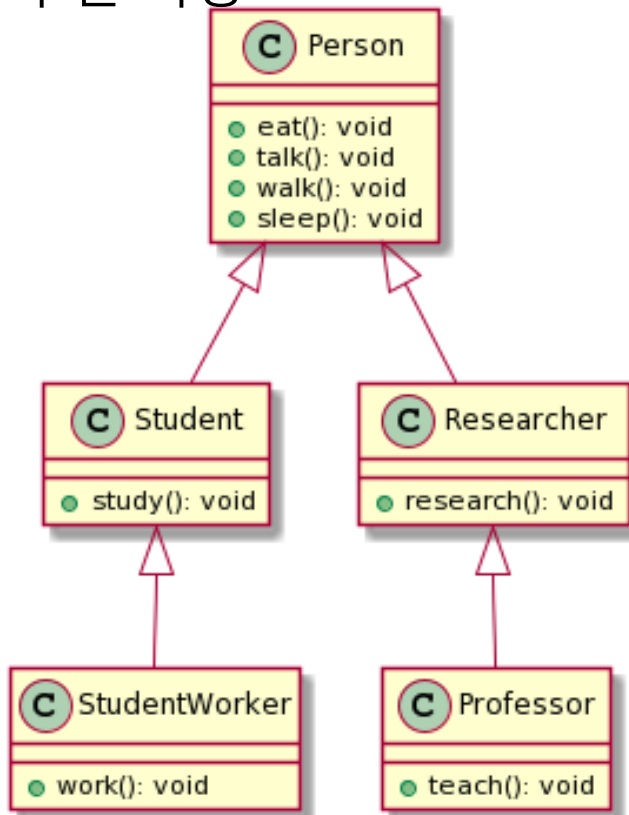 C Person
eat(): void
talk(): void
walk(): void
sleep(): void
C Student
study(): void
C Researcher
research(): void
C StudentWorker
work(): void
C Professor
teach(): void